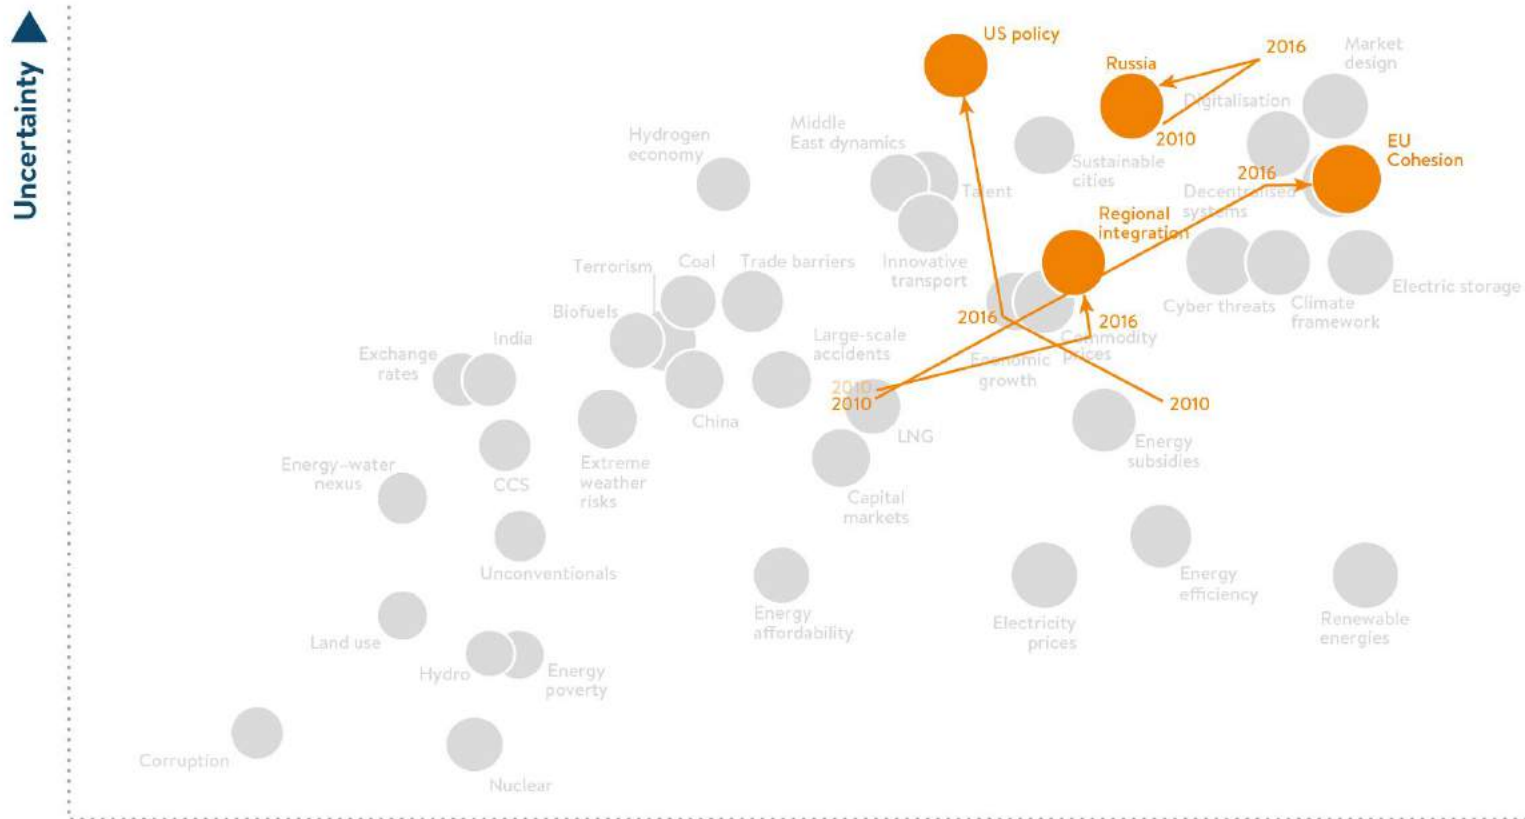 Uncertainty
US policy
2016
Market
design
Russia
Digitalisation
Middle
East dynamics
Hydrogen
economy
2010
EU
Cohesion
Sustainable
cities
2016
Talent
Decentralised
systems
Regional
integration
Terrorism
Coal
Trade barriers
Innovative
transport
Electric storage
Cyber threats
Climate
framework
Biofuels
2016
2016
India
Large-scale
accidents
Commodity
prices
Exchange
rates
Economic
growth
2010
2010
2010
China
LNG
Energy
subsidies
Energy-water
nexus
CCS
Extreme
weather
risks
Capital
markets
Unconventionals
Energy
efficiency
Energy
affordability
Electricity
prices
Renewable
energies
Land use
Hydro
Energy
poverty
Corruption
Nuclear